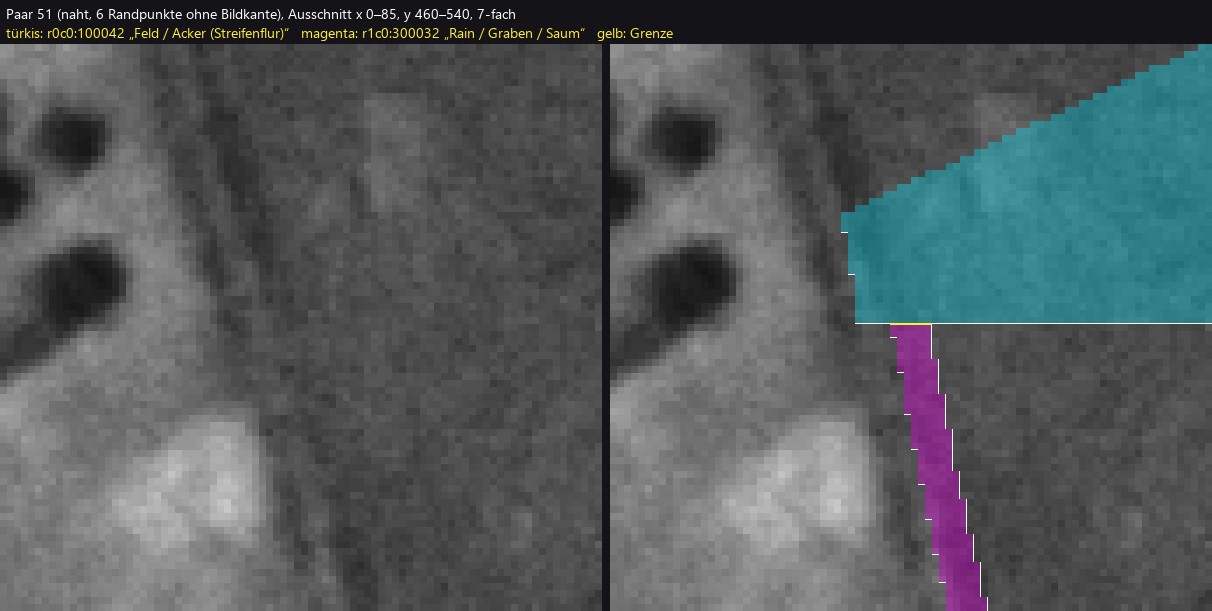 Paar 51 (naht, 6 Randpunkte ohne Bildkante), Ausschnitt x 0–85, y 460–540, 7-fach
türkis: r0c0:100042 „Feld / Acker (Streifenflur)“ magenta: r1c0:300032 „Rain / Graben / Saum“ gelb: Grenze